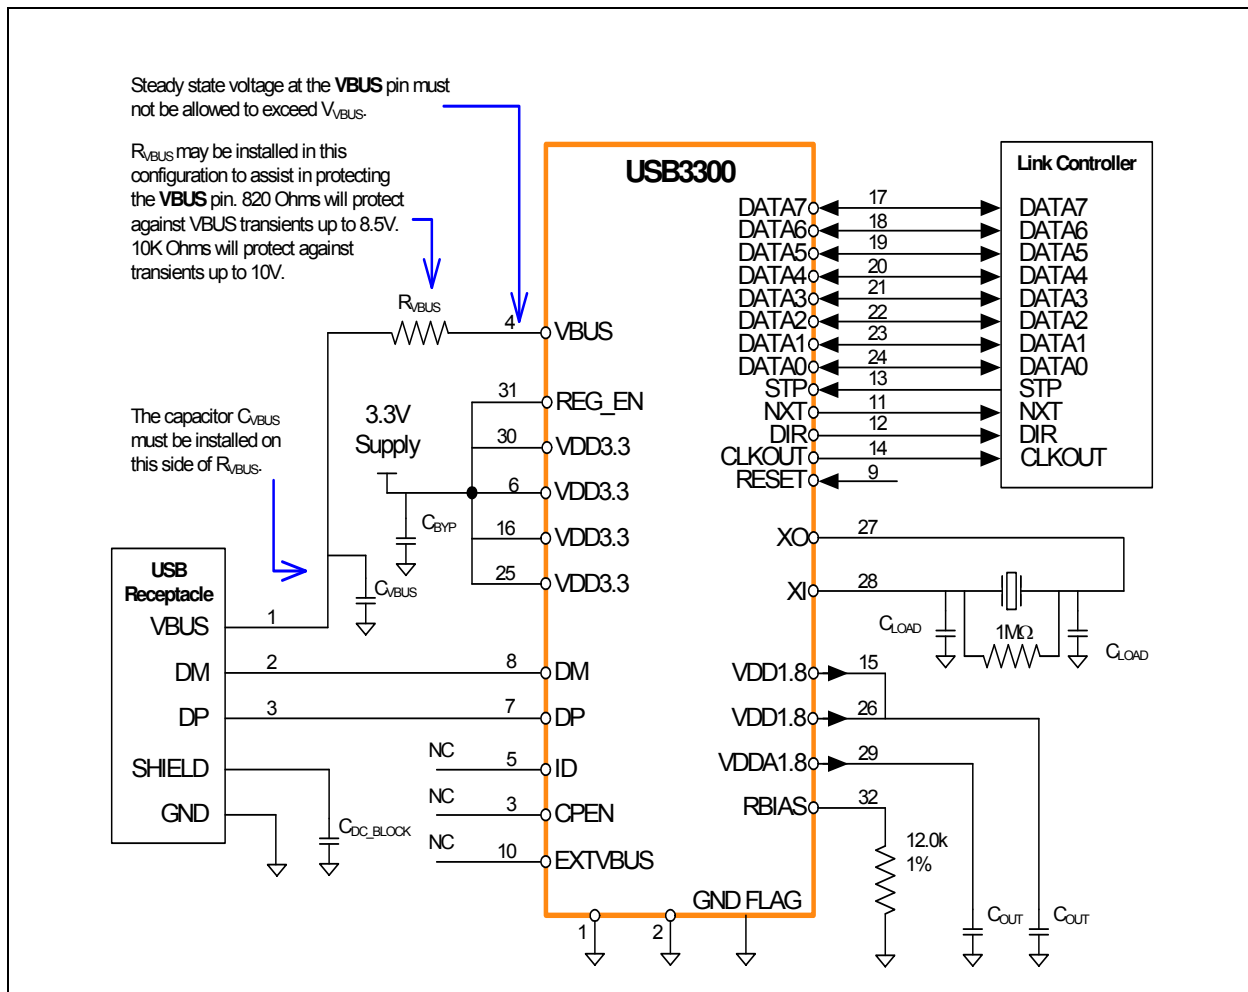 Steady state voltage at the VBUS pin must
not be allowed to exceed VVBUS.
RVBUS may be installed in this
configuration to assist in protecting
the VBUS pin. 820 Ohms will protect
against VBUS transients up to 8.5V.
10K Ohms will protect against
transients up to 10V.
RVBUS
4
VBUS
The capacitor CVBUS
must be installed on
this side of RVBUS.
3.3V
Supply
CBYP
CVBUS
31 REG_EN
30 VDD3.3
6 VDD3.3
16 VDD3.3
25 VDD3.3
USB
Receptacle
VBUS 1
DM 2 8 DM
DP 3 7 DP
SHIELD
GND
CDC_BLOCK
NC 5 ID
NC 3 CPEN
NC 10 EXTVBUS
USB3300
Link Controller
DATA7 17 DATA7
DATA6 18 DATA6
DATA5 19 DATA5
DATA4 20 DATA4
DATA3 21 DATA3
DATA2 22 DATA2
DATA1 23 DATA1
DATA0 24 DATA0
STP 13 STP
NXT 11 NXT
DIR 12 DIR
CLKOUT 14 CLKOUT
RESET 9
XO 27
XI 28
CLOAD
1MΩ
CLOAD
VDD1.8 15
VDD1.8 26
VDDA1.8 29
RBIAS 32
12.0k
1%
COUT
COUT
GND FLAG
1
2